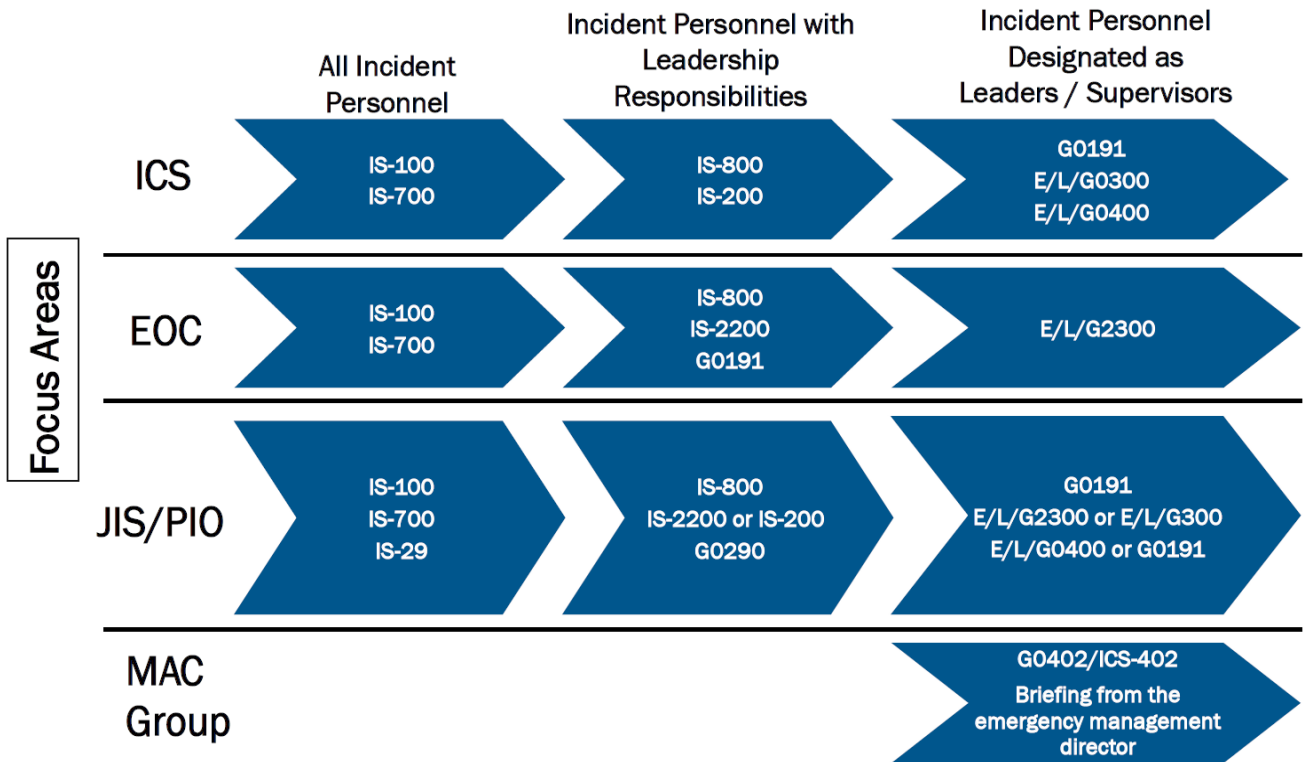 All Incident
Personnel
Incident Personnel with
Leadership
Responsibilities
Incident Personnel
Designated as
Leaders / Supervisors
Focus Areas
ICS
IS-100
IS-700
IS-800
IS-200
G0191
E/L/G0300
E/L/G0400
EOC
IS-100
IS-700
IS-800
IS-2200
G0191
E/L/G2300
JIS/PIO
IS-100
IS-700
IS-29
IS-800
IS-2200 or IS-200
G0290
G0191
E/L/G2300 or E/L/G300
E/L/G0400 or G0191
MAC
Group
G0402/ICS-402
Briefing from the
emergency management
director